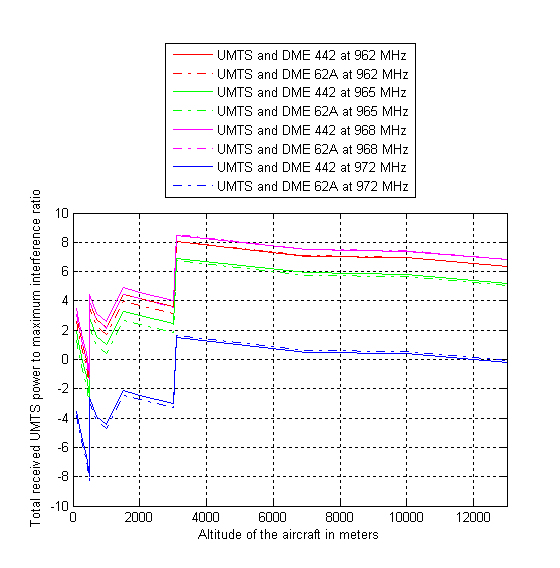 UMTS and DME 442 at 962 MHz
UMTS and DME 62A at 962 MHz
UMTS and DME 442 at 965 MHz
UMTS and DME 62A at 965 MHz
UMTS and DME 442 at 968 MHz
UMTS and DME 62A at 968 MHz
UMTS and DME 442 at 972 MHz
UMTS and DME 62A at 972 MHz
Total received UMTS power to maximum interference ratio
10
8
6
4
2
0
-2
-4
-6
-8
-10
0 2000 4000 6000 8000 10000 12000
Altitude of the aircraft in meters